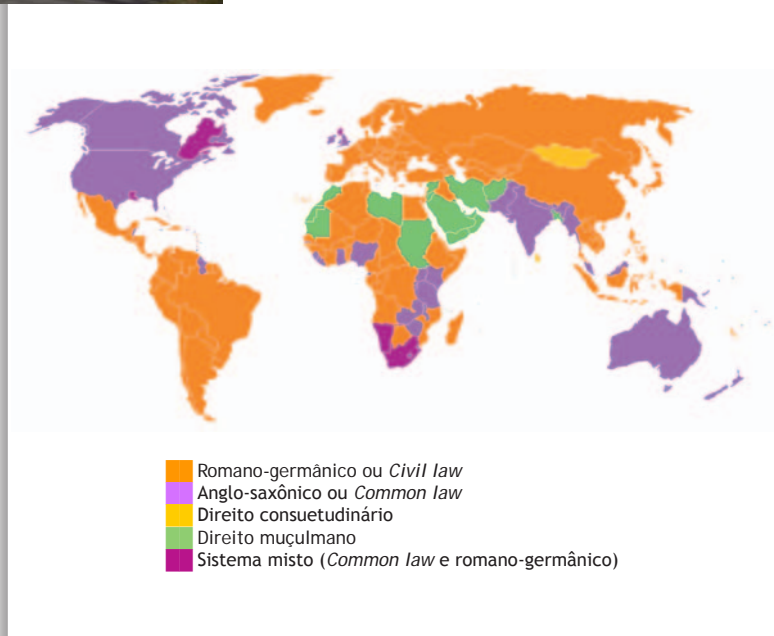 Romano-germânico ou Civil law
Anglo-saxônico ou Common law
Direito consuetudinário
Direito muçulmano
Sistema misto (Common law e romano-germânico)